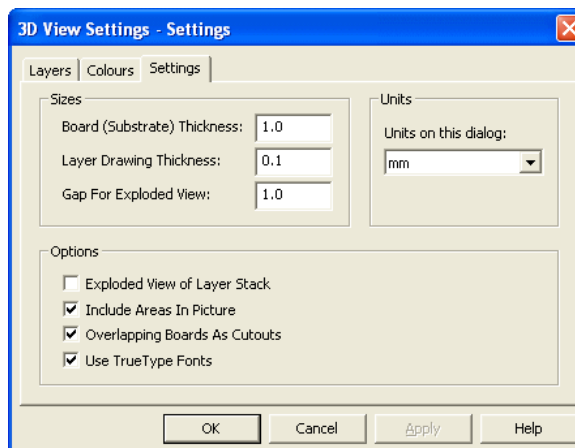 3D View Settings - Settings
Layers Colours Settings
Sizes
Board (Substrate) Thickness: 1.0
Layer Drawing Thickness: 0.1
Gap For Exploded View: 1.0
Units
Units on this dialog:
mm
Options
Exploded View of Layer Stack
Include Areas In Picture
Overlapping Boards As Cutouts
Use TrueType Fonts
OK Cancel Apply Help